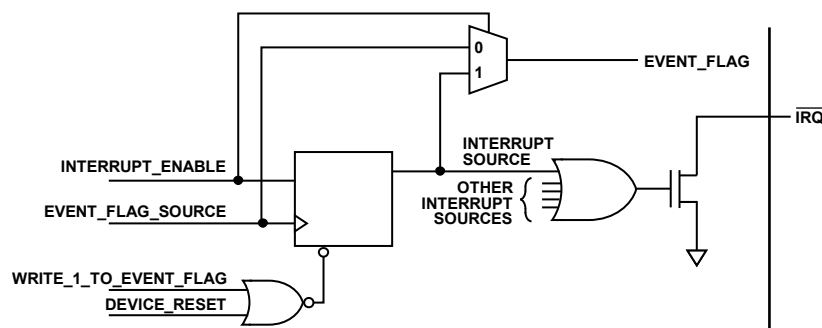 0
EVENT_FLAG
1
IRQ
INTERRUPT
SOURCE
INTERRUPT_ENABLE
OTHER
INTERRUPT
SOURCES
EVENT_FLAG_SOURCE
WRITE_1_TO_EVENT_FLAG
DEVICE_RESET